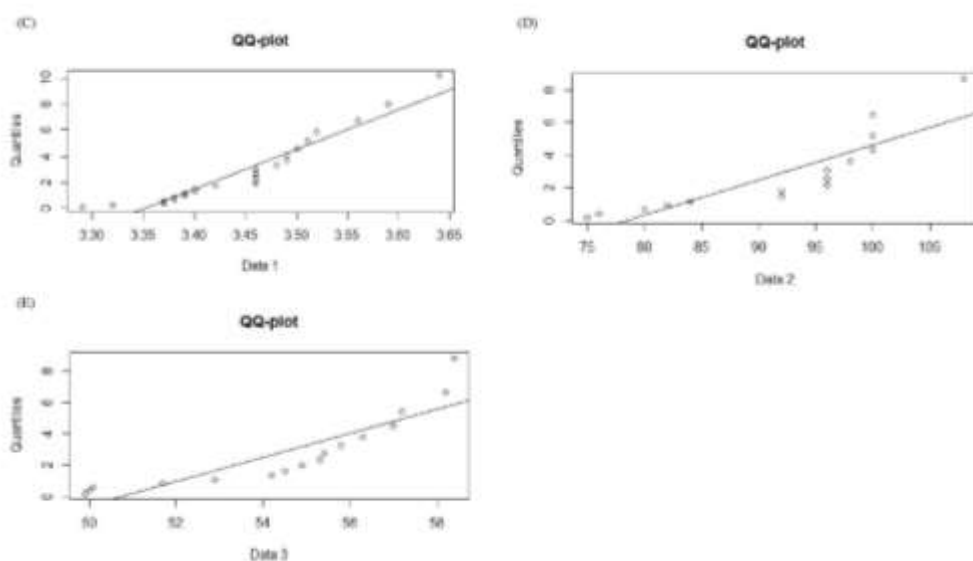 (C)
QQ-plot
Quantiles
0 2 4 6 8 10
3.30 3.35 3.40 3.45 3.50 3.55 3.60 3.65
Data 1
(D)
QQ-plot
Quantiles
0 2 4 6 8
75 80 85 90 95 100 105
Data 2
(E)
QQ-plot
Quantiles
0 2 4 6 8
50 52 54 56 58
Data 3